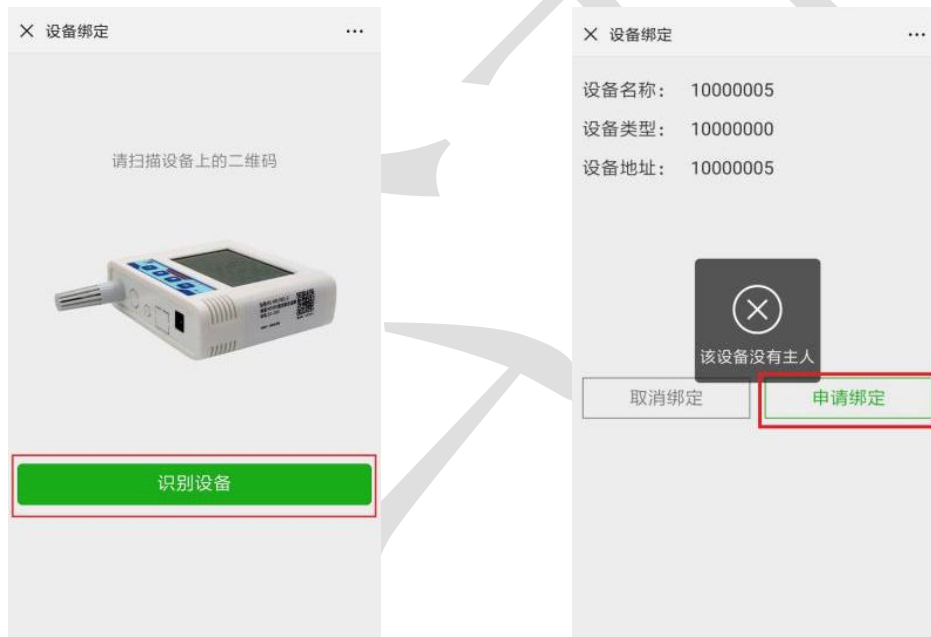 设备绑定
请扫描设备上的二维码
识别设备
设备绑定
设备名称： 10000005
设备类型： 10000000
设备地址： 10000005
该设备没有主人
取消绑定
申请绑定